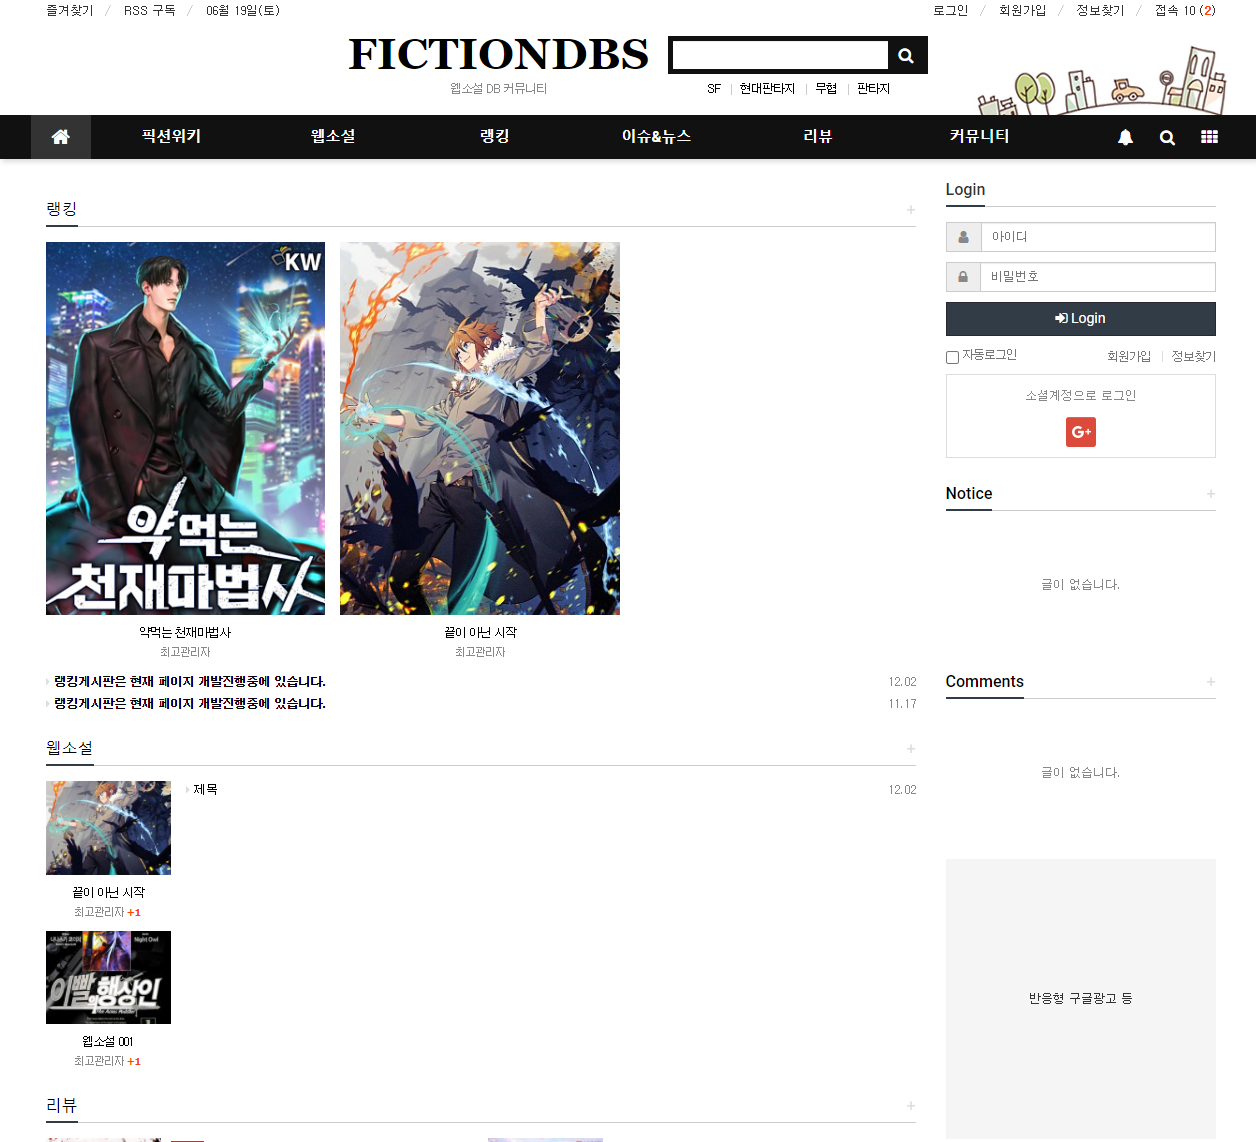 즐겨찾기 / RSS 구독 / 06월 19일(토)
로그인 / 회원가입 / 정보찾기 / 접속 10 (2)
FICTIONDBS
웹소설 DB 커뮤니티
SF | 현대판타지 | 무협 | 판타지
픽션위키 웹소설 랭킹 이슈&뉴스 리뷰 커뮤니티
랭킹 +
KW
약먹는
천재마법사
약먹는 천재마법사
최고관리자
끝이 아닌 시작
최고관리자
랭킹게시판은 현재 페이지 개발진행중에 있습니다. 12.02
랭킹게시판은 현재 페이지 개발진행중에 있습니다. 11.17
웹소설 +
끝이 아닌 시작
최고관리자 +1
제목 12.02
Night Owl
이빨
의
행상인
1
웹소설 001
최고관리자 +1
리뷰 +
Login
아이디
비밀번호
Login
자동로그인 회원가입 | 정보찾기
소셜계정으로 로그인
G+
Notice +
글이 없습니다.
Comments +
글이 없습니다.
반응형 구글광고 등